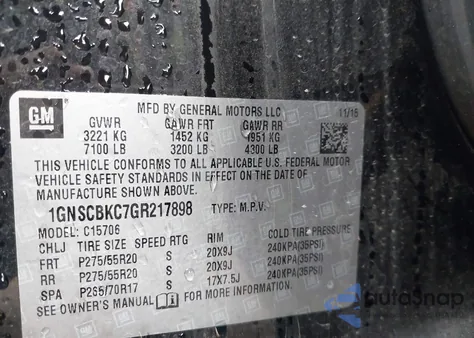 GM
MFD BY GENERAL MOTORS LLC
11/15
GVWR GAWR FRT GAWR RR
3221 KG 1452 KG 1951 KG
7100 LB 3200 LB 4300 LB
THIS VEHICLE CONFORMS TO ALL APPLICABLE U.S. FEDERAL MOTOR
VEHICLE SAFETY STANDARDS IN EFFECT ON THE DATE OF
MANUFACTURE SHOWN ABOVE.
1GNSCBKC7GR217898 TYPE: M.P.V.
MODEL: C15706
CHLJ TIRE SIZE SPEED RTG RIM COLD TIRE PRESSURE
FRT P275/55R20 S 20X9J 240KPA(35PSI)
RR P275/55R20 S 20X9J 240KPA(35PSI)
SPA P265/70R17 S 17X7.5J 240KPA(35PSI)
SEE OWNER'S MANUAL FOR MORE INFORMATION.
autosnap